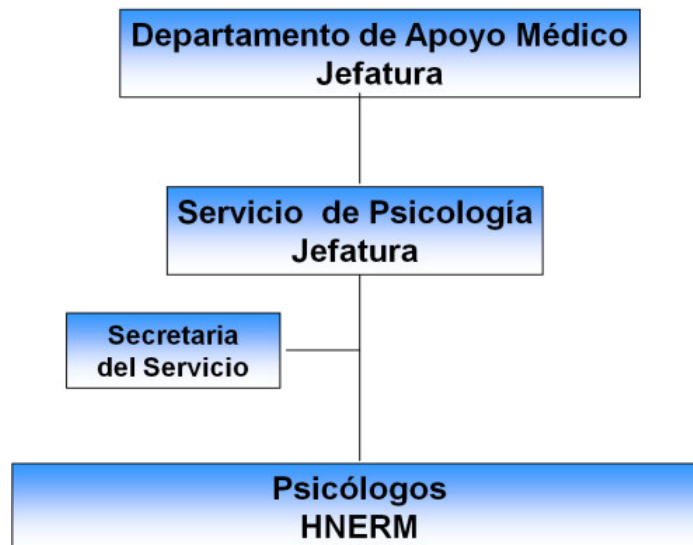 Departamento de Apoyo Médico
Jefatura
Servicio de Psicología
Jefatura
Secretaria
del Servicio
Psicólogos
HNERM